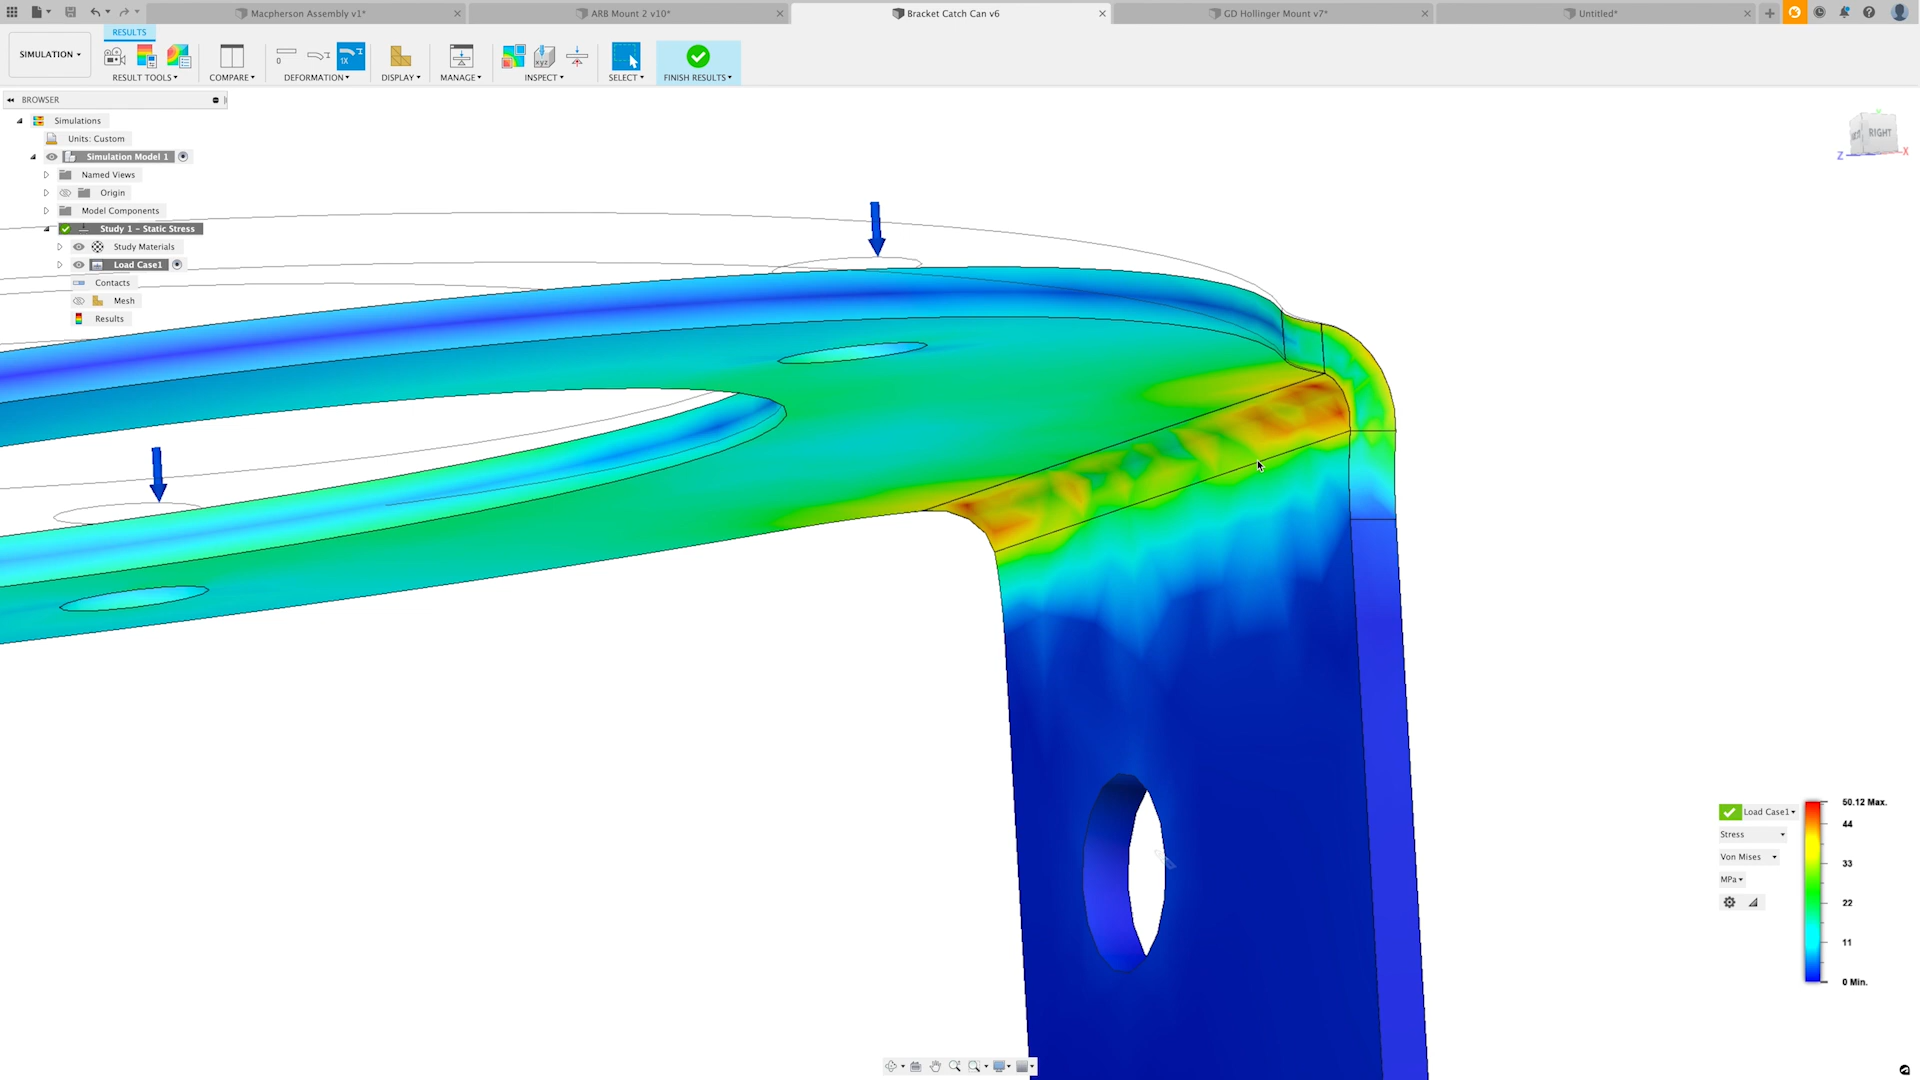 Macpherson Assembly v1*
ARB Mount 2 v10*
Bracket Catch Can v6
GD Hollinger Mount v7*
Untitled*
RESULTS
SIMULATION
0
1X
xyz
RESULT TOOLS
COMPARE
DEFORMATION
DISPLAY
MANAGE
INSPECT
SELECT
FINISH RESULTS
BROWSER
Simulations
Units: Custom
Simulation Model 1
Named Views
Origin
Model Components
Study 1 - Static Stress
Study Materials
Load Case1
Contacts
Mesh
Results
Y
RIGHT
Z
X
Load Case1
Stress
Von Mises
MPa
50.12 Max.
44
33
22
11
0 Min.